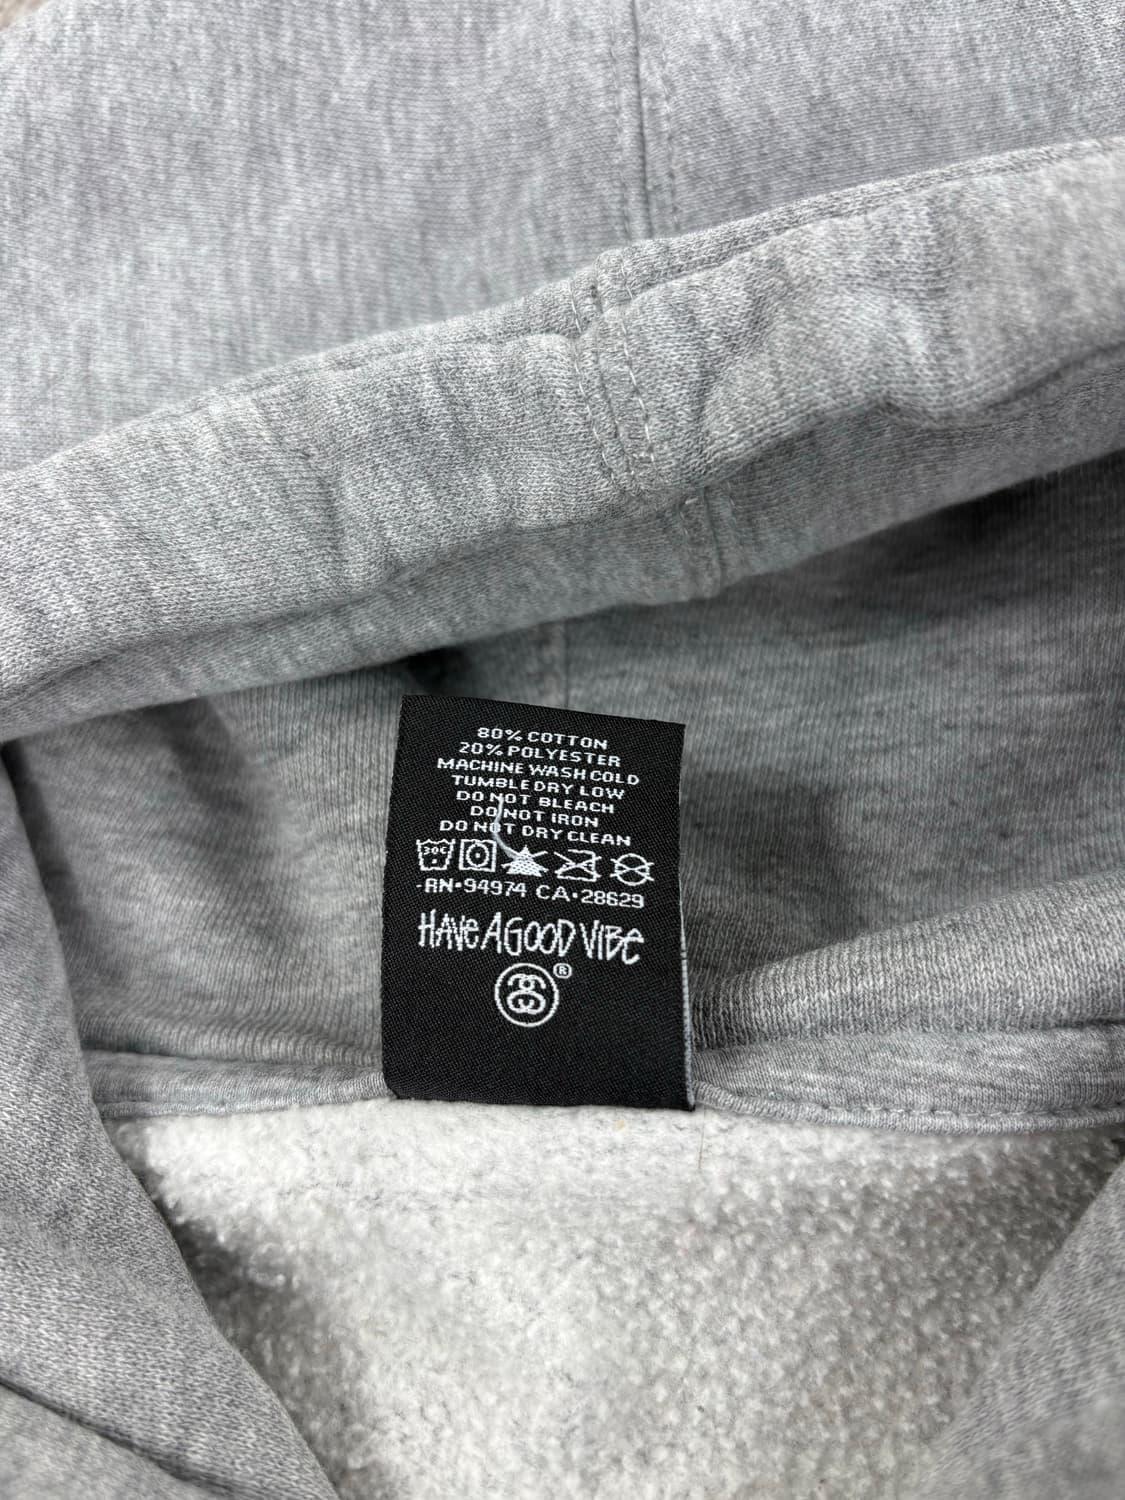 80% COTTON
20% POLYESTER
MACHINE WASH COLD
TUMBLE DRY LOW
DO NOT BLEACH
DO NOT IRON
DO NOT DRY CLEAN
30C
-RN•94974 CA•28629
HAVE A GOOD VIBE
®